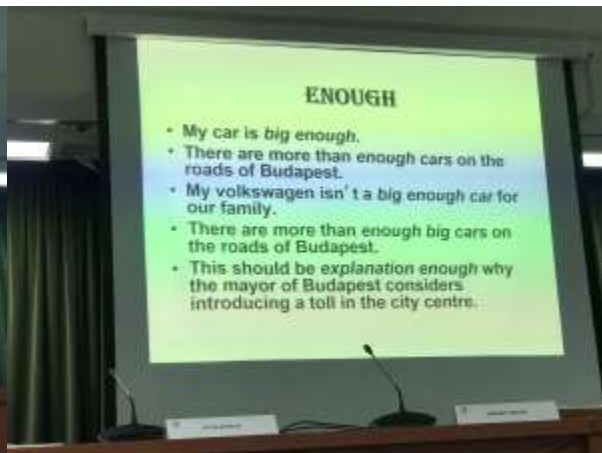 ENOUGH
• My car is big enough.
• There are more than enough cars on the
roads of Budapest.
• My volkswagen isn't a big enough car for
our family.
• There are more than enough big cars on
the roads of Budapest.
• This should be explanation enough why
the mayor of Budapest considers
introducing a toll in the city centre.